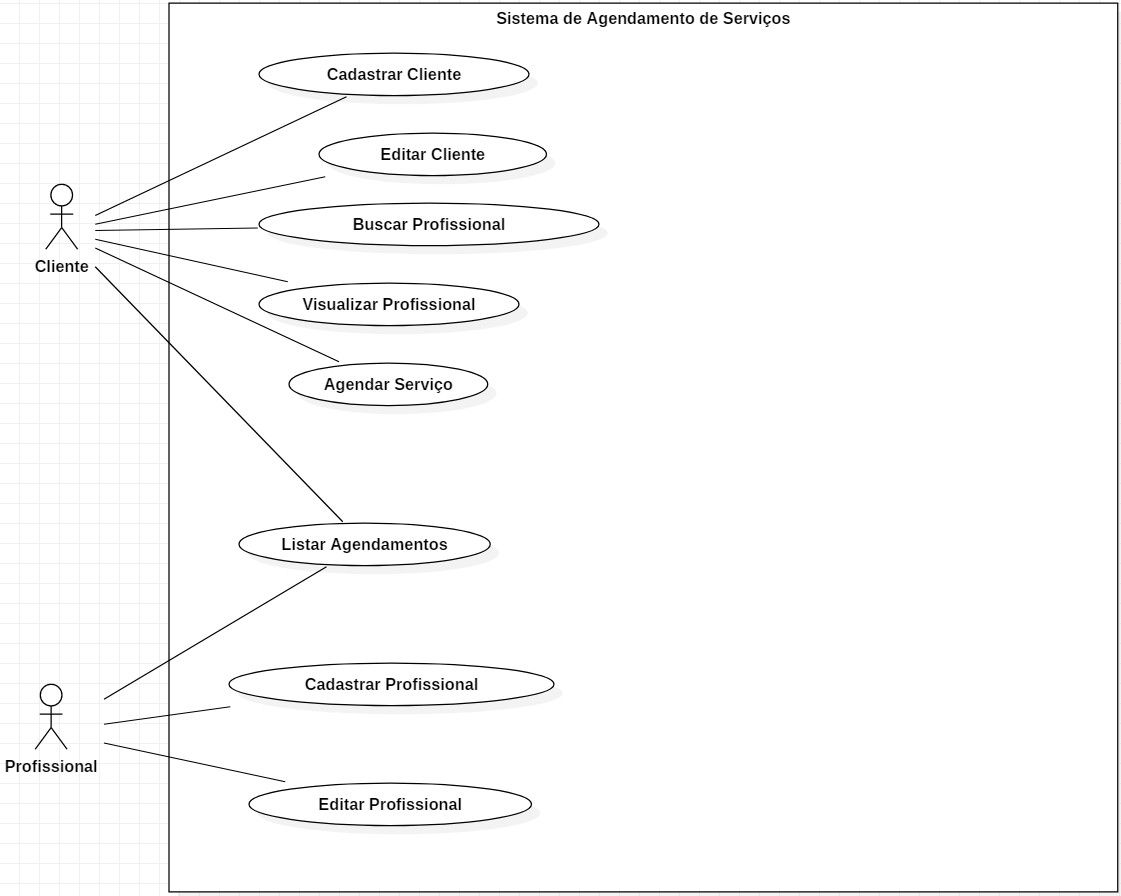 Sistema de Agendamento de Serviços
Cadastrar Cliente
Editar Cliente
Buscar Profissional
Cliente
Visualizar Profissional
Agendar Serviço
Listar Agendamentos
Cadastrar Profissional
Profissional
Editar Profissional